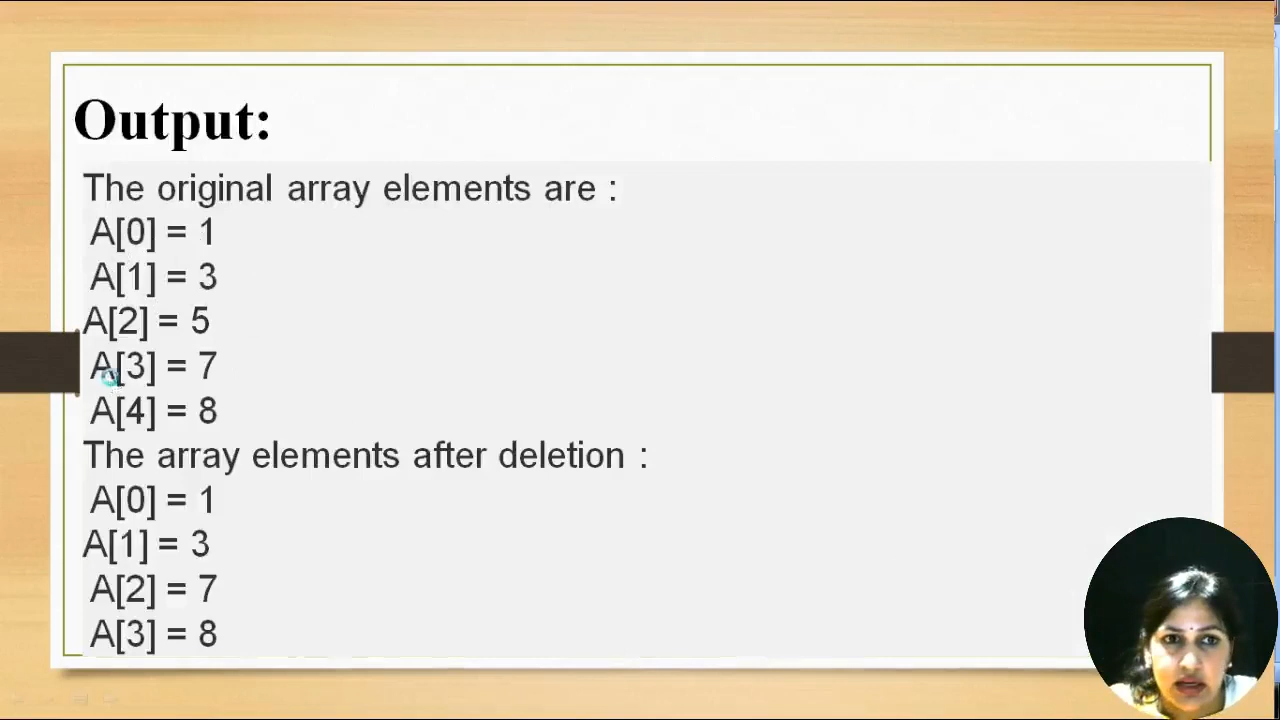 Output:
The original array elements are :
A[0] = 1
A[1] = 3
A[2] = 5
A[3] = 7
A[4] = 8
The array elements after deletion :
A[0] = 1
A[1] = 3
A[2] = 7
A[3] = 8